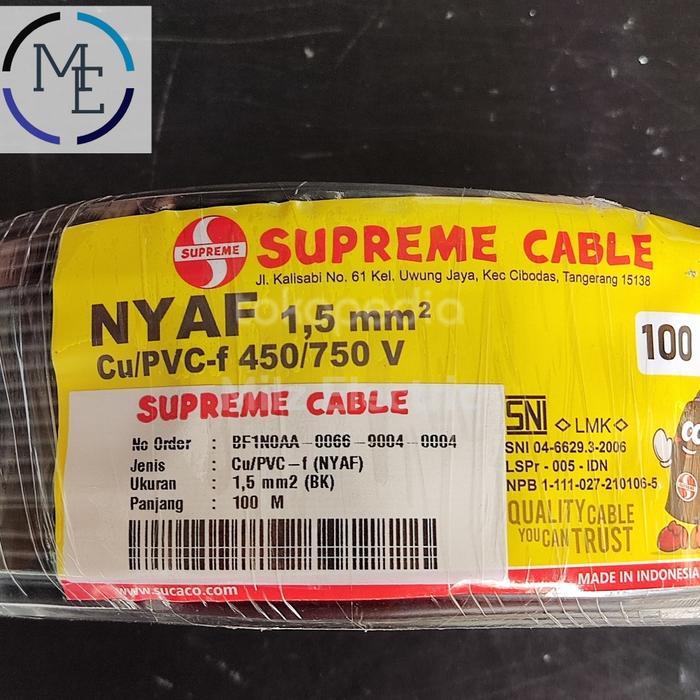 ME
SUPREME
SUPREME CABLE
Jl. Kalisabi No. 61 Kel. Uwung Jaya, Kec Cibodas, Tangerang 15138
NYAF 1,5 mm²
Cu/PVC-f 450/750 V
tokopedia
100
SUPREME CABLE
No Order : BF1N0AA-0066-9004-0004
Jenis : Cu/PVC-f (NYAF)
Ukuran : 1,5 mm2 (BK)
Panjang : 100 M
SNI <>LMK<>
SNI 04-6629.3-2006
LSPr - 005 - IDN
NPB 1-111-027-210106-5
QUALITY CABLE
YOU CAN TRUST
www.sucaco.com
MADE IN INDONESIA